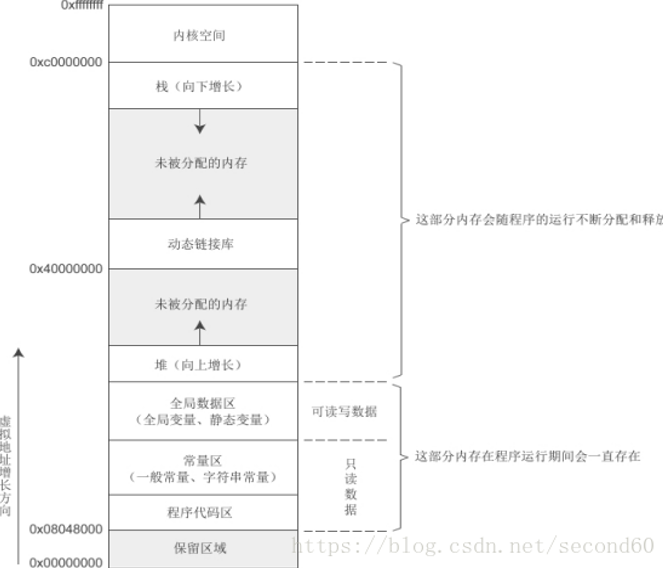 0xffffffff
内核空间
0xc0000000
栈（向下增长）
未被分配的内存
这部分内存会随程序的运行不断分配和释放
动态链接库
0x40000000
未被分配的内存
堆（向上增长）
全局数据区
（全局变量、静态变量）
可读写数据
常量区
（一般常量、字符串常量）
只读数据
这部分内存在程序运行期间会一直存在
程序代码区
虚拟地址增长方向
0x08048000
保留区域
0x00000000
https://blog.csdn.net/second60